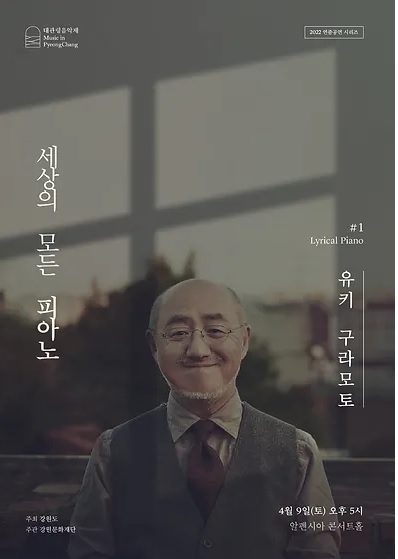 대관령음악제
Music in
PyeongChang
2022 연중공연 시리즈
세상의 모든 피아노
#1
Lyrical Piano
유키 구라모토
주최 강원도
주관 강원문화재단
4월 9일(토) 오후 5시
알펜시아 콘서트홀